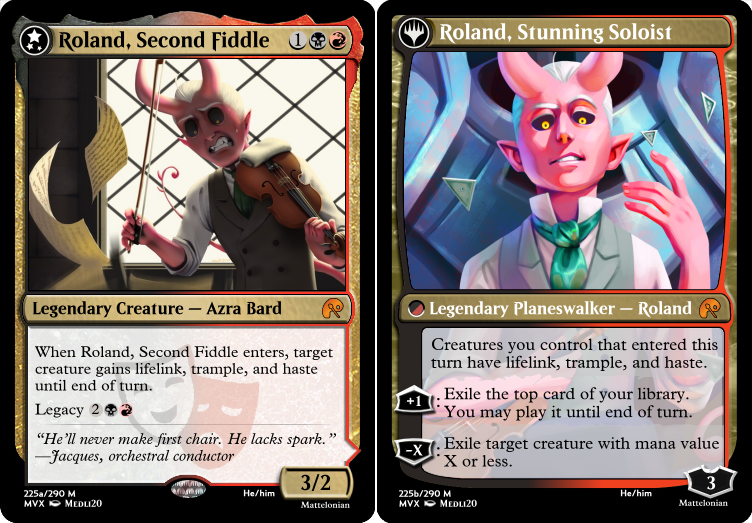 Roland, Second Fiddle 1
Legendary Creature — Azra Bard
When Roland, Second Fiddle enters, target
creature gains lifelink, trample, and haste
until end of turn.
Legacy 2
“He’ll never make first chair. He lacks spark.”
—Jacques, orchestral conductor
3/2
225a/290 M
He/him
MVX MEDLI20
Mattelonian
Roland, Stunning Soloist
Legendary Planeswalker — Roland
Creatures you control that entered this
turn have lifelink, trample, and haste.
+1 : Exile the top card of your library.
You may play it until end of turn.
-X : Exile target creature with mana value
X or less.
3
225b/290 M
He/him
MVX MEDLI20
Mattelonian